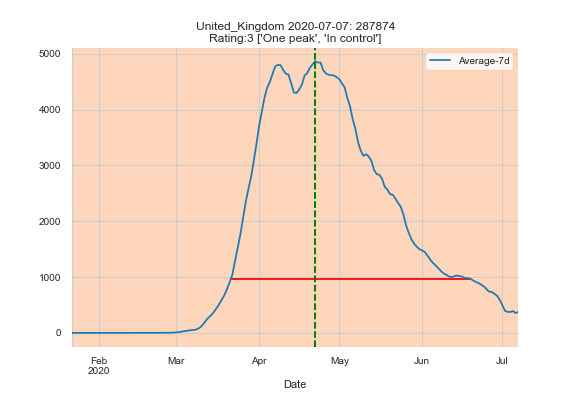 United_Kingdom 2020-07-07: 287874
Rating:3 ['One peak', 'In control']
Average-7d
5000
4000
3000
2000
1000
0
Feb Mar Apr May Jun Jul
2020
Date